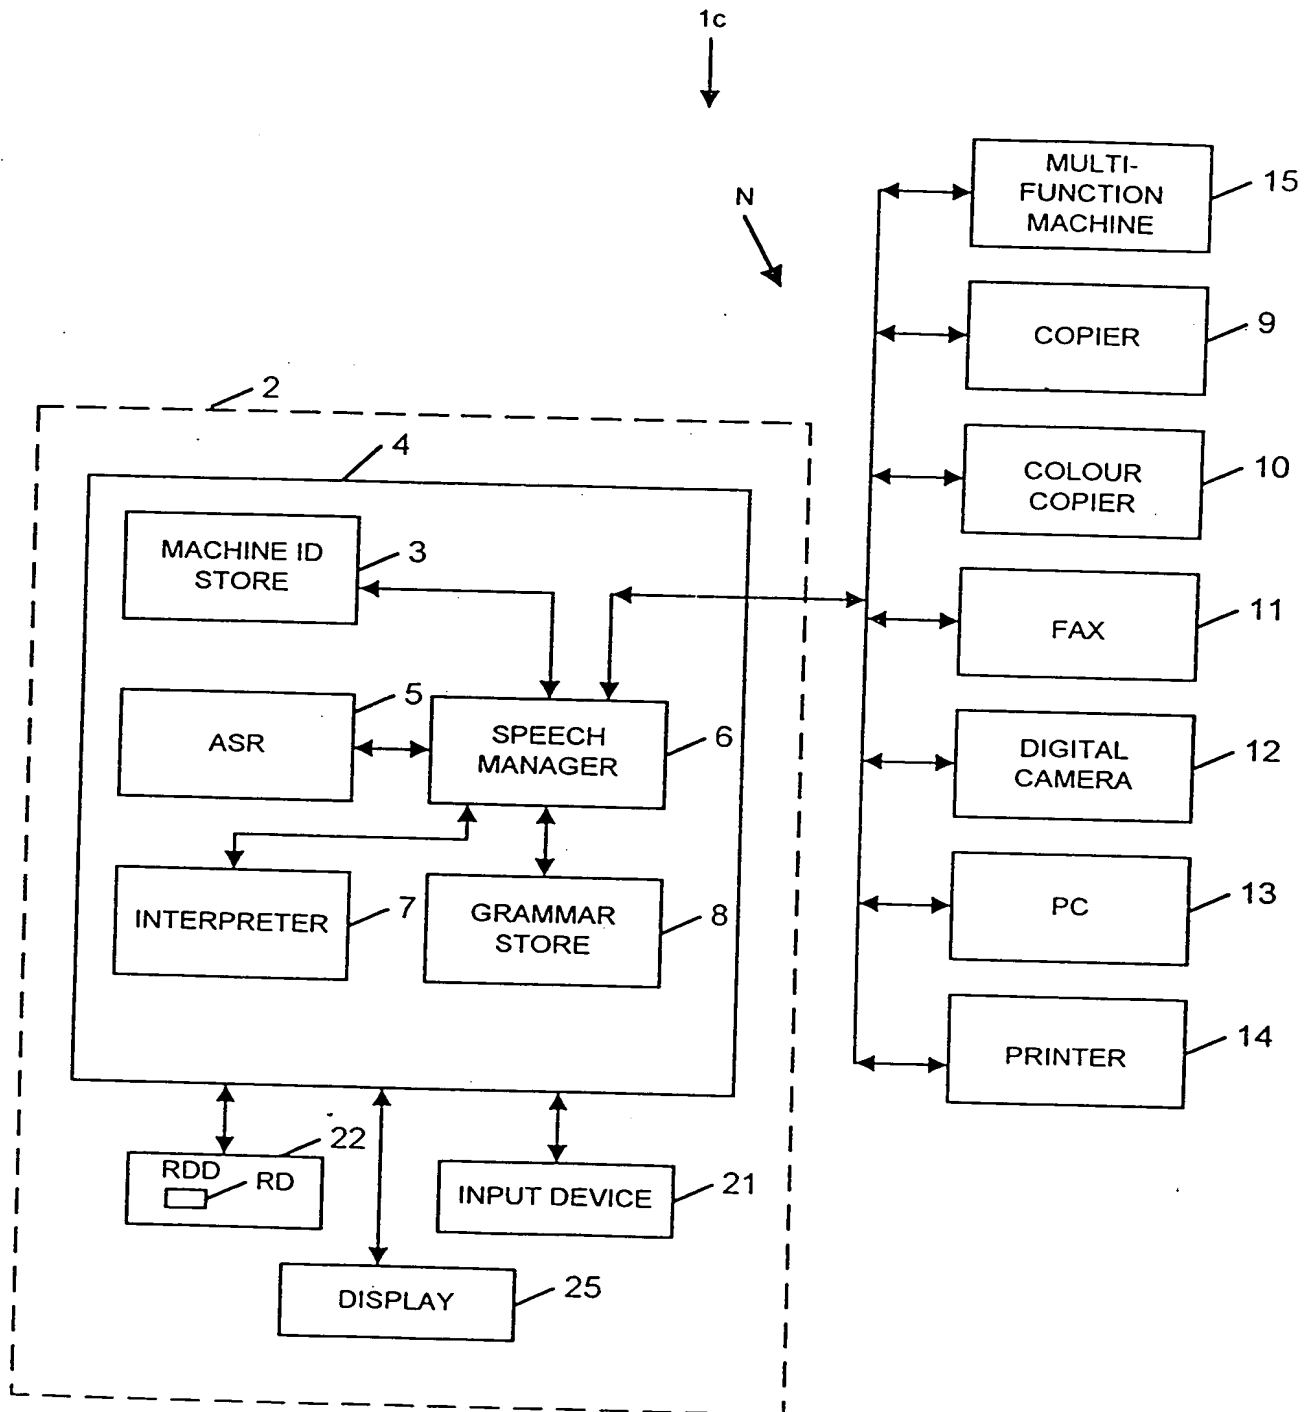 1c
N
MULTI-
FUNCTION
MACHINE
15
COPIER
9
COLOUR
COPIER
10
FAX
11
DIGITAL
CAMERA
12
PC
13
PRINTER
14
2
4
MACHINE ID
STORE
3
ASR
5
SPEECH
MANAGER
6
INTERPRETER
7
GRAMMAR
STORE
8
RDD
RD
22
INPUT DEVICE
21
DISPLAY
25